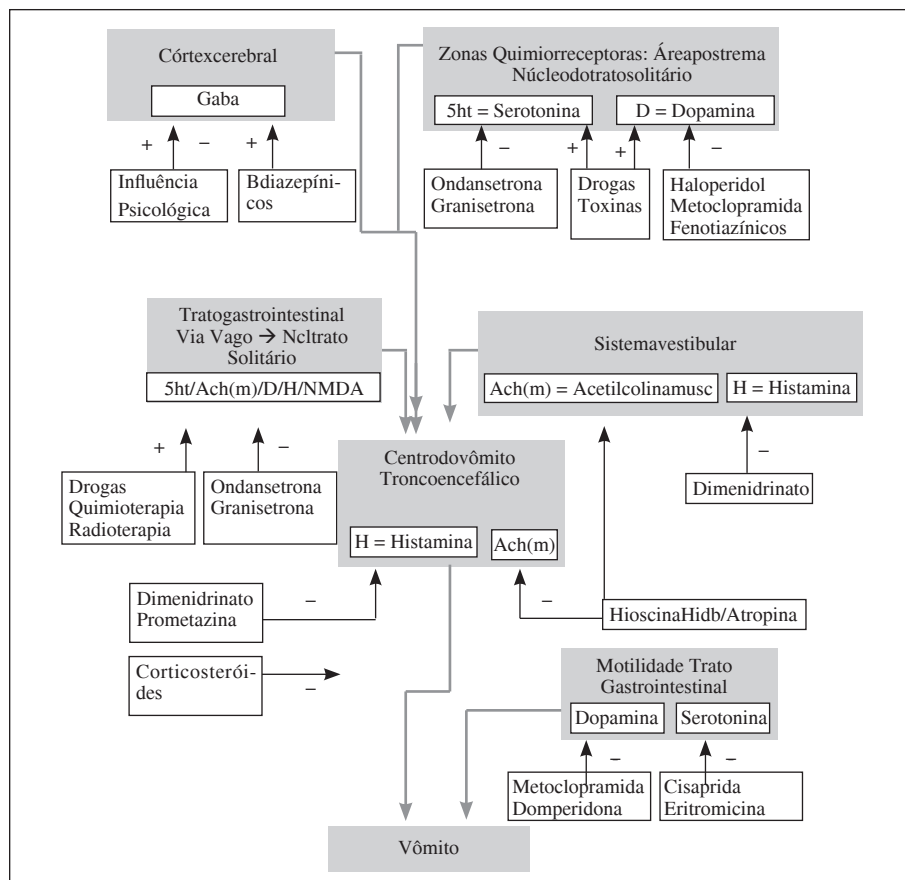 Córtexcerebral
Gaba
+
–
+
Influência
Psicológica
Bdiazepíni-
cos
Zonas Quimiorreceptoras: Áreapostrema
Núcleodotratosolitário
5ht = Serotonina
D = Dopamina
–
+
+
–
Ondansetrona
Granisetrona
Drogas
Toxinas
Haloperidol
Metoclopramida
Fenotiazínicos
Tratogastrointestinal
Via Vago → Ncltrato
Solitário
5ht/Ach(m)/D/H/NMDA
+
–
Drogas
Quimioterapia
Radioterapia
Ondansetrona
Granisetrona
Sistemavestibular
Ach(m) = Acetilcolinamusc
H = Histamina
–
Dimenidrinato
Centrodovômito
Troncoencefálico
H = Histamina
Ach(m)
–
–
Dimenidrinato
Prometazina
HioscinaHidb/Atropina
Corticosterói-
des
–
Motilidade Trato
Gastrointestinal
Dopamina
Serotonina
–
–
Metoclopramida
Domperidona
Cisaprida
Eritromicina
Vômito